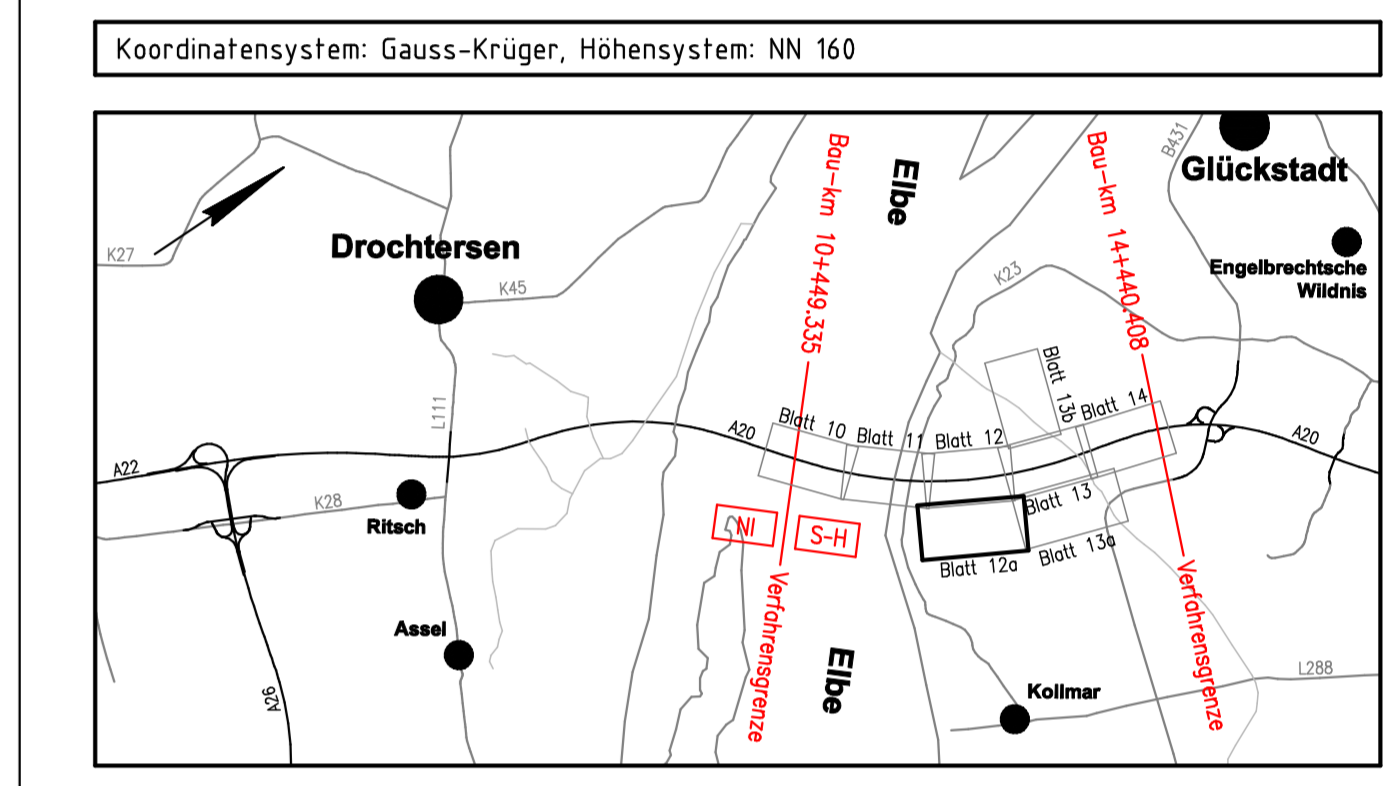 Koordinatensystem: Gauss-Krüger, Höhensystem: NN 160
Glückstadt
B431
Bau-km 10+449.335
Elbe
Bau-km 14+440.408
Engelbrechtsche
Wildnis
K27
Drochtersen
K45
K23
L111
A20
Blatt 10
Blatt 11
Blatt 12
Blatt 13b
Blatt 14
A20
A22
K28
Ritsch
NI
S-H
Blatt 13
Blatt 12a
Blatt 13a
Assel
A26
Verfahrensgrenze
Elbe
Kollmar
Verfahrensgrenze
L288